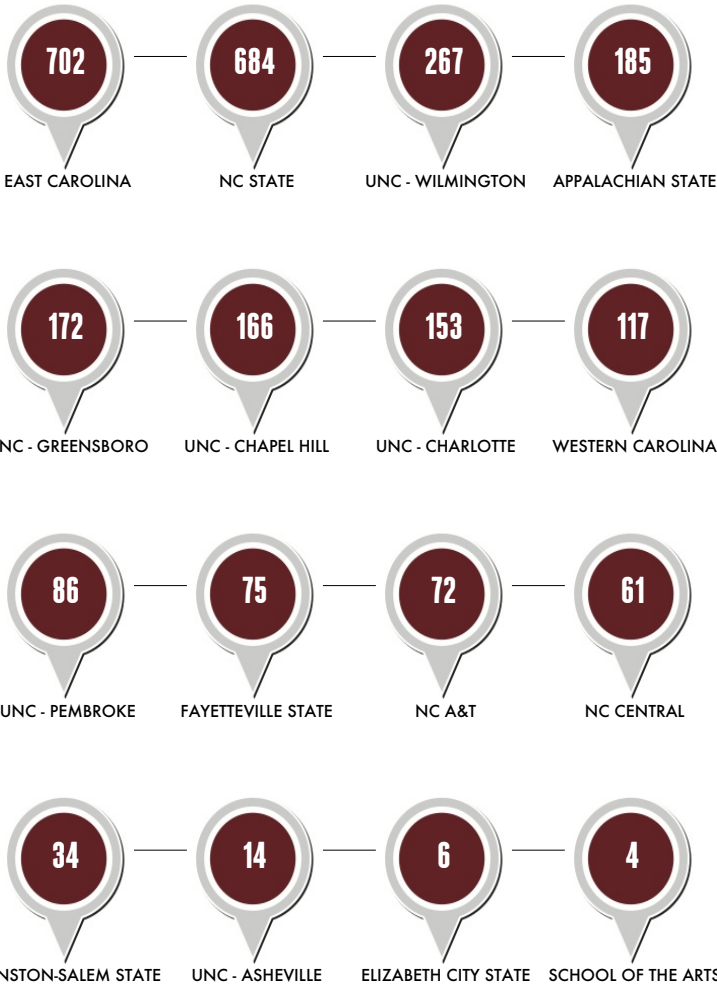 702 684 267 185
EAST CAROLINA NC STATE UNC - WILMINGTON APPALACHIAN STATE
172 166 153 117
NC - GREENSBORO UNC - CHAPEL HILL UNC - CHARLOTTE WESTERN CAROLINA
86 75 72 61
UNC - PEMBROKE FAYETTEVILLE STATE NC A&T NC CENTRAL
34 14 6 4
NSTON-SALEM STATE UNC - ASHEVILLE ELIZABETH CITY STATE SCHOOL OF THE ARTS